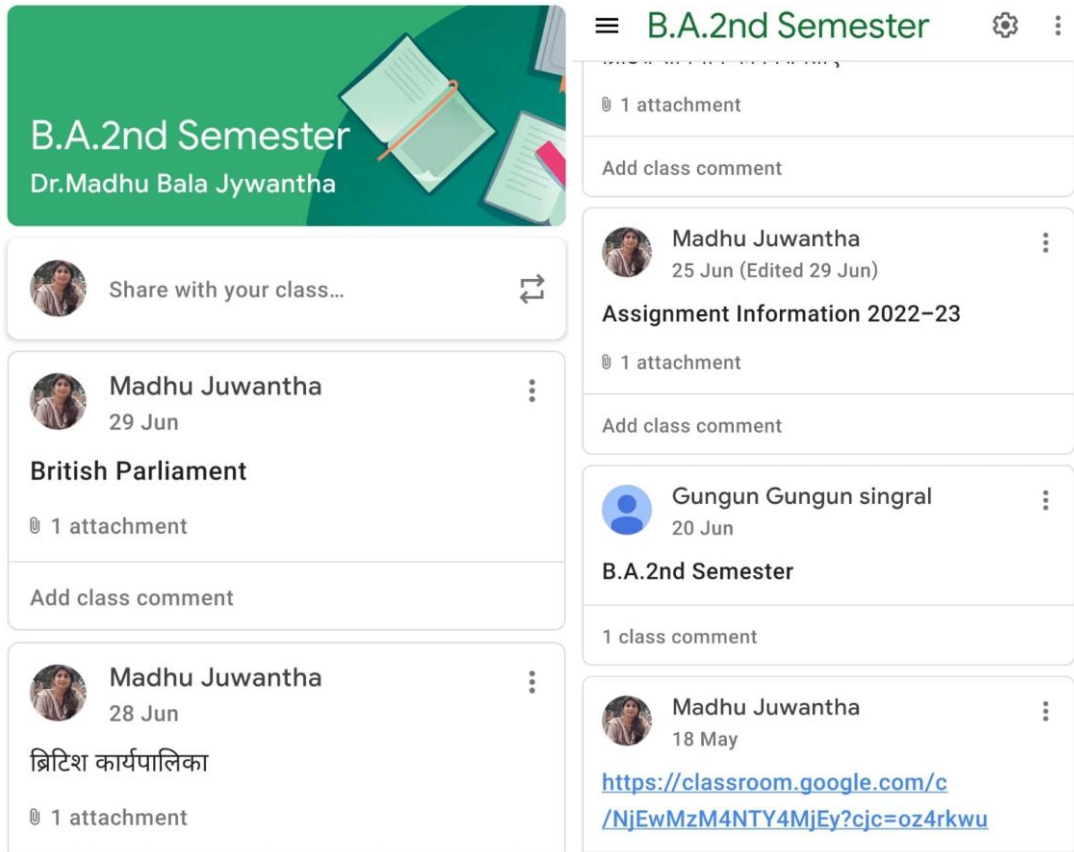 B.A.2nd Semester
Dr.Madhu Bala Jywantha
Share with your class...
Madhu Juwantha
29 Jun
British Parliament
1 attachment
Add class comment
Madhu Juwantha
28 Jun
ब्रिटिश कार्यपालिका
1 attachment
B.A.2nd Semester
1 attachment
Add class comment
Madhu Juwantha
25 Jun (Edited 29 Jun)
Assignment Information 2022–23
1 attachment
Add class comment
Gungun Gungun singral
20 Jun
B.A.2nd Semester
1 class comment
Madhu Juwantha
18 May
https://classroom.google.com/c
/NjEwMzM4NTY4MjEy?cjc=oz4rkwu